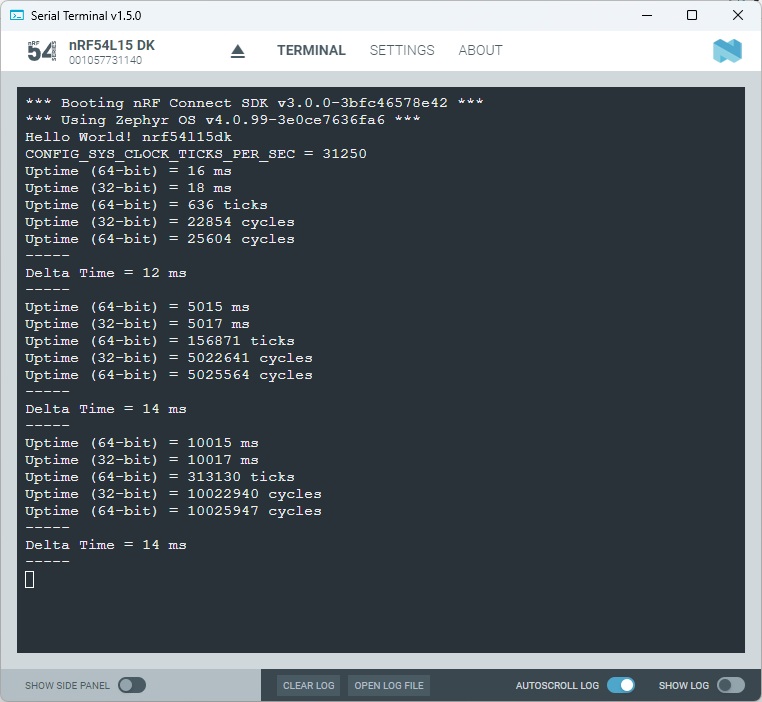 Serial Terminal v1.5.0
nRF 54 SERIES
nRF54L15 DK
001057731140
TERMINAL SETTINGS ABOUT
*** Booting nRF Connect SDK v3.0.0-3bfc46578e42 ***
*** Using Zephyr OS v4.0.99-3e0ce7636fa6 ***
Hello World! nrf54l15dk
CONFIG_SYS_CLOCK_TICKS_PER_SEC = 31250
Uptime (64-bit) = 16 ms
Uptime (32-bit) = 18 ms
Uptime (64-bit) = 636 ticks
Uptime (32-bit) = 22854 cycles
Uptime (64-bit) = 25604 cycles
-----
Delta Time = 12 ms
-----
Uptime (64-bit) = 5015 ms
Uptime (32-bit) = 5017 ms
Uptime (64-bit) = 156871 ticks
Uptime (32-bit) = 5022641 cycles
Uptime (64-bit) = 5025564 cycles
-----
Delta Time = 14 ms
-----
Uptime (64-bit) = 10015 ms
Uptime (32-bit) = 10017 ms
Uptime (64-bit) = 313130 ticks
Uptime (32-bit) = 10022940 cycles
Uptime (64-bit) = 10025947 cycles
-----
Delta Time = 14 ms
-----
SHOW SIDE PANEL CLEAR LOG OPEN LOG FILE AUTOSCROLL LOG SHOW LOG